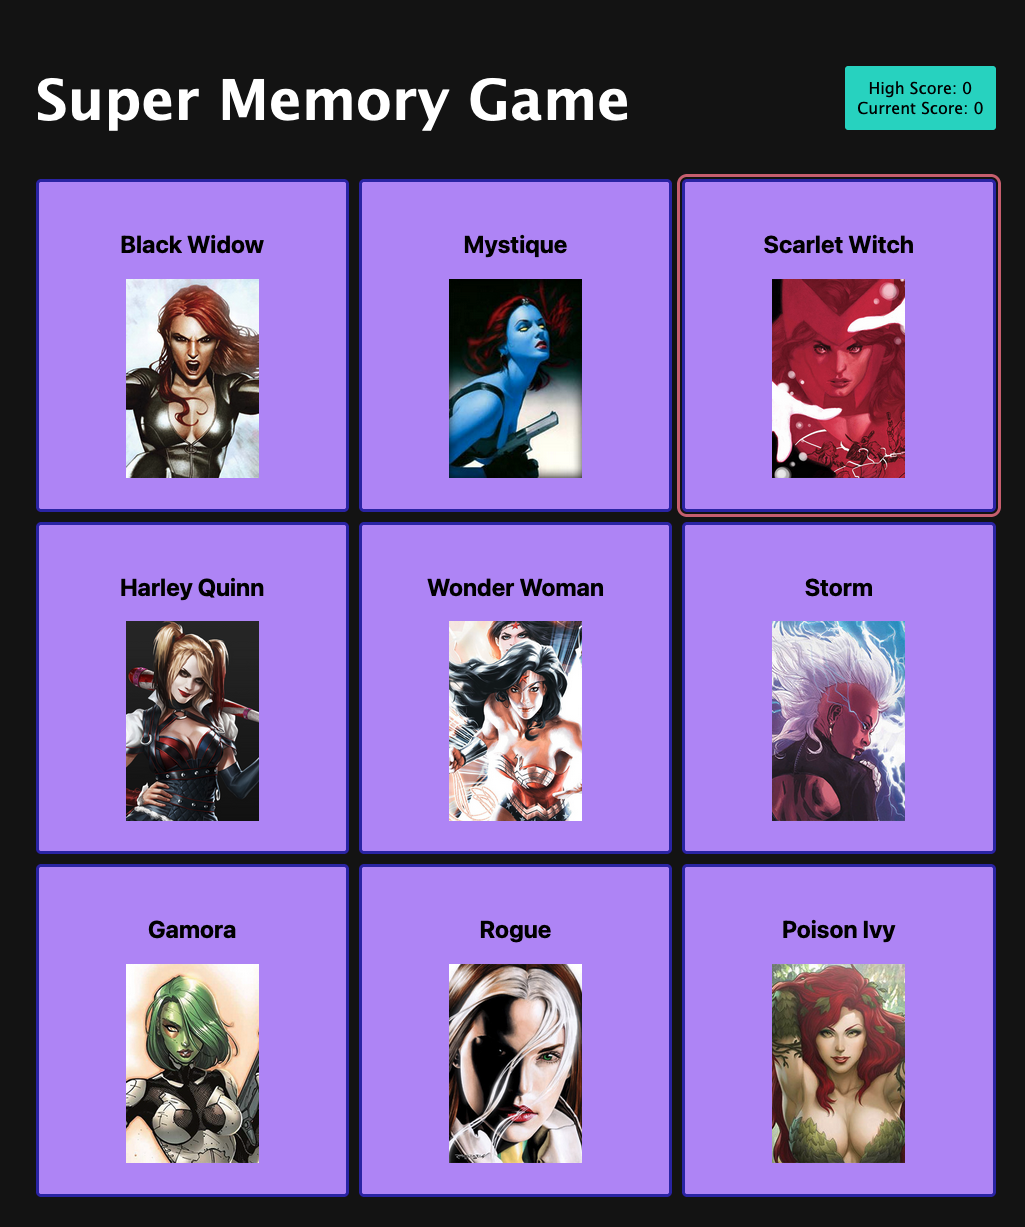 Super Memory Game
High Score: 0
Current Score: 0
Black Widow
Mystique
Scarlet Witch
Harley Quinn
Wonder Woman
Storm
Gamora
Rogue
Poison Ivy